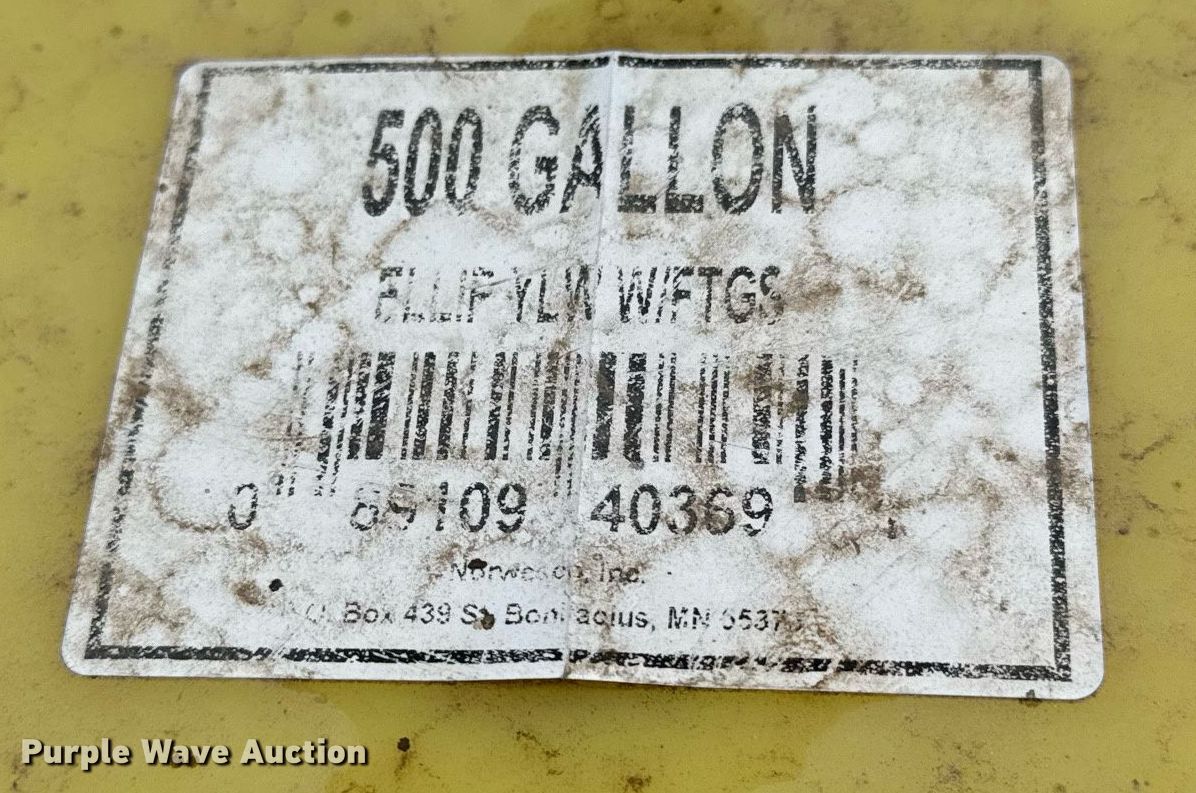 500 GALLON
ELLIP YLW W/FTGS
0 85109 40369
Norwesco, Inc.
Box 439 St. Bonifacius, MN
Purple Wave Auction